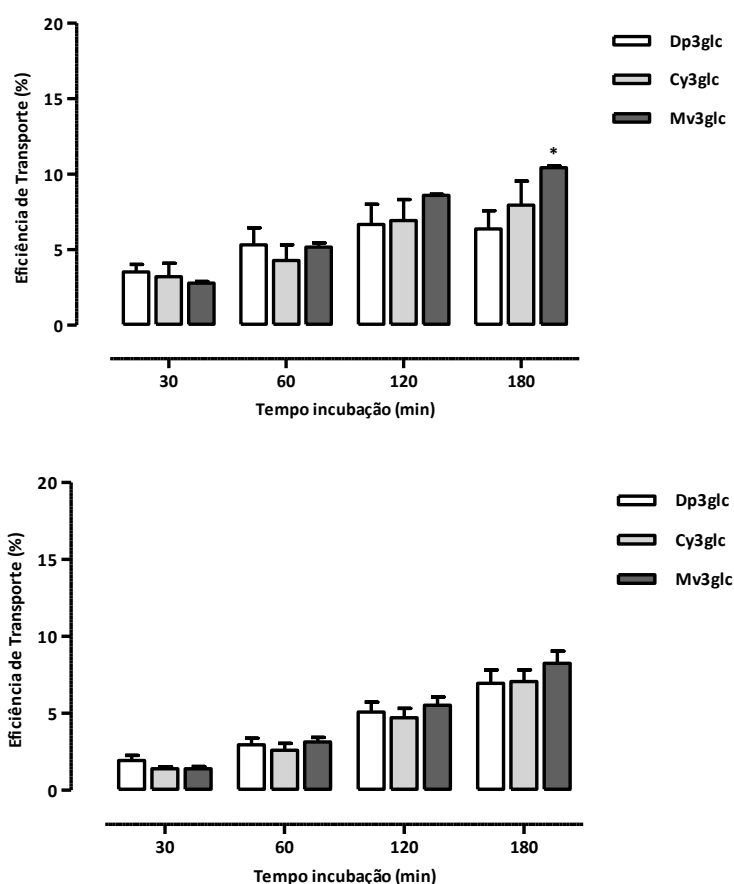 20
15
10
5
0
Eficiência de Transporte (%)
Dp3glc
Cy3glc
Mv3glc
*
30 60 120 180
Tempo incubação (min)
20
15
10
5
0
Eficiência de Transporte (%)
Dp3glc
Cy3glc
Mv3glc
30 60 120 180
Tempo incubação (min)